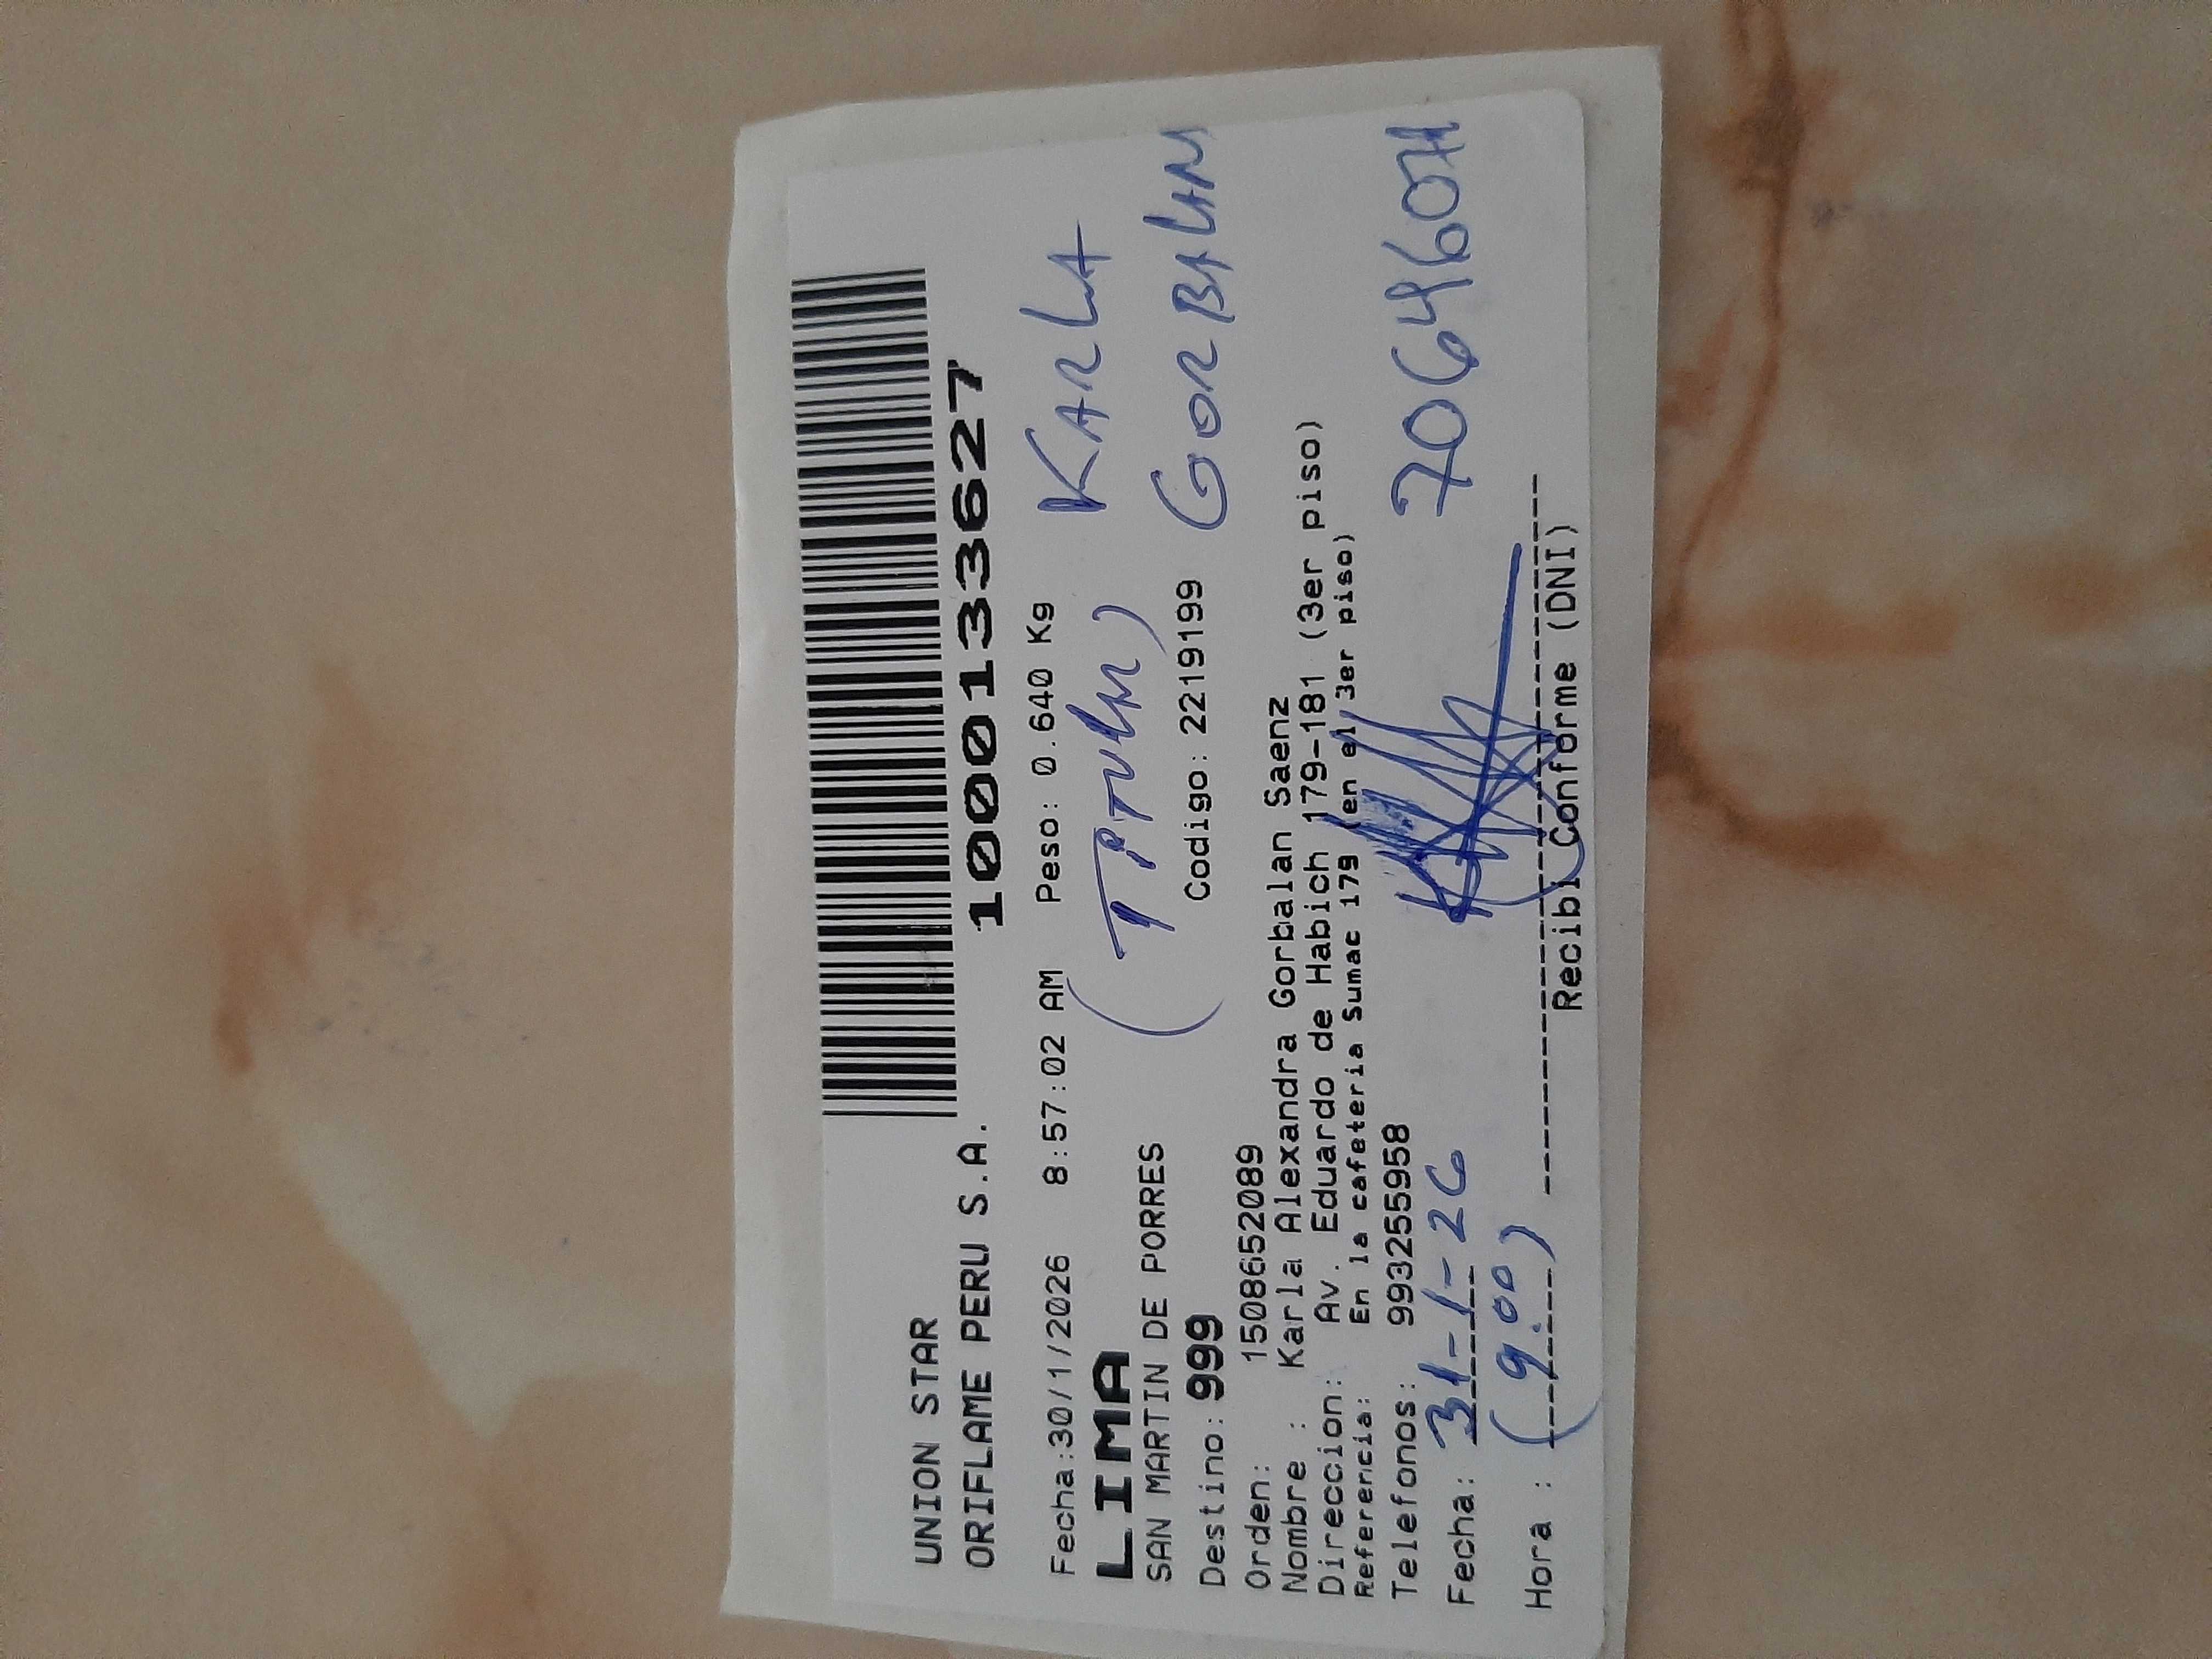 UNION STAR
ORIFLAME PERU S.A.
1000133627
Fecha:30/1/2026 8:57:02 AM Peso: 0.640 Kg
KARLA
LIMA
(TITULAR)
SAN MARTIN DE PORRES
Destino: 999 Codigo: 2219199
GORBALAN
Orden: 15086652089
Nombre : Karla Alexandra Gorbalan Saenz
Direccion: Av. Eduardo de Habich 179-181 (3er piso)
Referencia: En la cafeteria Sumac 179 (en el 3er piso)
Telefonos: 993255958
Fecha: 31-1-26
Hora : (9:00)
Recibi Conforme (DNI)